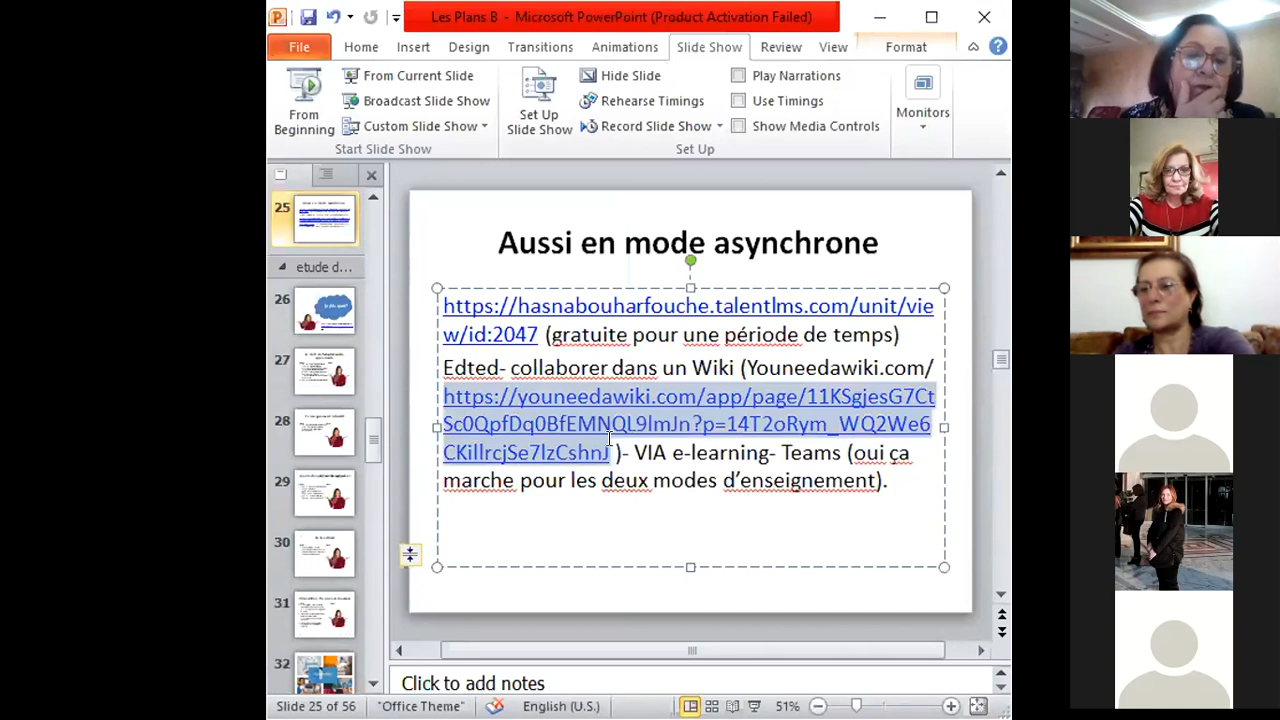 Les Plans B - Microsoft PowerPoint (Product Activation Failed)
File Home Insert Design Transitions Animations Slide Show Review View Format
From Beginning
From Current Slide
Broadcast Slide Show
Custom Slide Show
Start Slide Show
Set Up Slide Show
Hide Slide
Rehearse Timings
Record Slide Show
Play Narrations
Use Timings
Show Media Controls
Set Up
Monitors
25
etude d...
26
27
28
29
30
31
32
Aussi en mode asynchrone
https://hasnabouharfouche.talentlms.com/unit/vie
w/id:2047 (gratuite pour une période de temps)
Edted- collaborer dans un Wiki (Youneedawiki.com/
https://youneedawiki.com/app/page/11KSgjesG7Ct
Sc0QpfDq0BfEMNQL9lmJn?p=14T2oRym_WQ2We6
CKillrcjSe7lzCshnJ )- VIA e-learning- Teams (oui ça
marche pour les deux modes d’enseignement).
Click to add notes
Slide 25 of 56 "Office Theme" English (U.S.) 51%